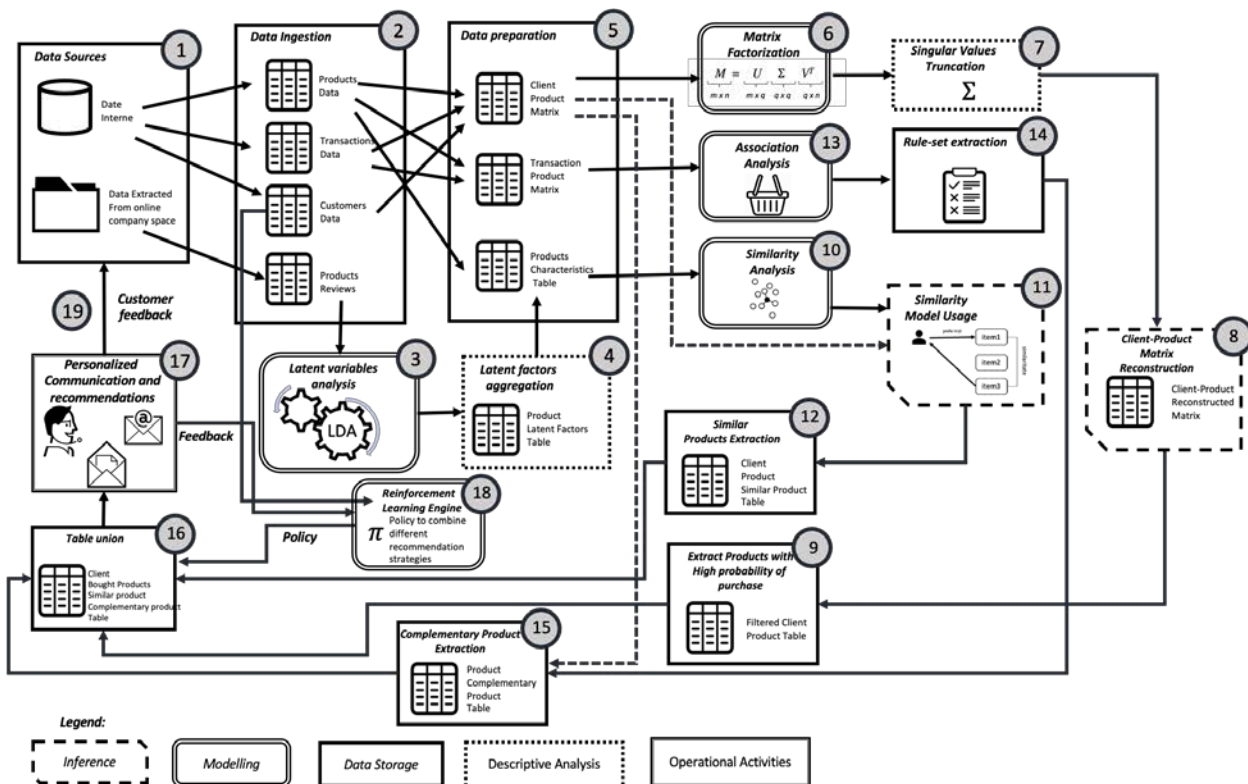 1
Data Sources
Date
Interne
Data Extracted
From online
company space
2
Data Ingestion
Products
Data
Transactions
Data
Customers
Data
Products
Reviews
5
Data preparation
Client
Product
Matrix
Transaction
Product
Matrix
Products
Characteristics
Table
6
Matrix
Factorization
M = U Σ V^T
m x n m x q q x q q x n
7
Singular Values
Truncation
Σ
13
Association
Analysis
14
Rule-set extraction
10
Similarity
Analysis
11
Similarity
Model Usage
item1
item2
item3
8
Client-Product
Matrix
Reconstruction
Client-Product
Reconstructed
Matrix
19
Customer
feedback
17
Personalized
Communication and
recommendations
@
Feedback
3
Latent variables
analysis
LDA
4
Latent factors
aggregation
Product
Latent Factors
Table
12
Similar
Products Extraction
Client
Product
Similar Product
Table
18
Reinforcement
Learning Engine
π
Policy to combine
different
recommendation
strategies
Policy
16
Table union
Client
Bought Products
Similar product
Complementary product
Table
9
Extract Products with
High probability of
purchase
Filtered Client
Product Table
15
Complementary Product
Extraction
Product
Complementary
Product
Table
Legend:
Inference
Modelling
Data Storage
Descriptive Analysis
Operational Activities